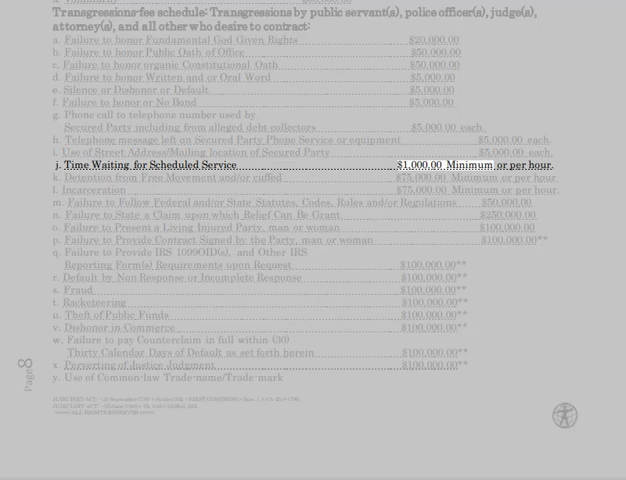 Transgressions fee schedule: Transgressions by public servant(s), police officer(s), judge(s),
attorney(s), and all other who desire to contract:
a. Failure to honor Fundamental God Given Rights $20,000.00
b. Failure to honor Public Oath of Office $50,000.00
c. Failure to honor organic Constitutional Oath $50,000.00
d. Failure to honor Written and or Oral Word $5,000.00
e. Silence or Dishonor or Default $5,000.00
f. Failure to honor or No Bond $5,000.00
g. Phone call to telephone number used by
Secured Party including from alleged debt collectors $5,000.00 each.
h. Telephone message left on Secured Party Phone Service or equipment $5,000.00 each.
i. Use of Street Address/Mailing location of Secured Party $5,000.00 each.
j. Time Waiting for Scheduled Service $1,000.00 Minimum or per hour.
k. Detention from Free Movement and/or cuffed $75,000.00 Minimum or per hour.
l. Incarceration $75,000.00 Minimum or per hour.
m. Failure to Follow Federal and/or State Statutes, Codes, Rules and/or Regulations $50,000.00
n. Failure to State a Claim upon which Relief Can Be Grant $250,000.00
o. Failure to Present a Living Injured Party, man or woman $100,000.00
p. Failure to Provide Contract Signed by the Party, man or woman $100,000.00**
q. Failure to Provide IRS 1099OID(s), and Other IRS
Reporting Form(s) Requirements upon Request $100,000.00**
r. Default by Non Response or Incomplete Response $100,000.00**
s. Fraud $100,000.00**
t. Racketeering $100,000.00**
u. Theft of Public Funds $100,000.00**
v. Dishonor in Commerce $100,000.00**
w. Failure to pay Counterclaim in full within (30)
Thirty Calendar Days of Default as set forth herein $100,000.00**
x. Perverting of Justice Judgment $100,000.00**
y. Use of Common-law Trade-name/Trade-mark
Page 8